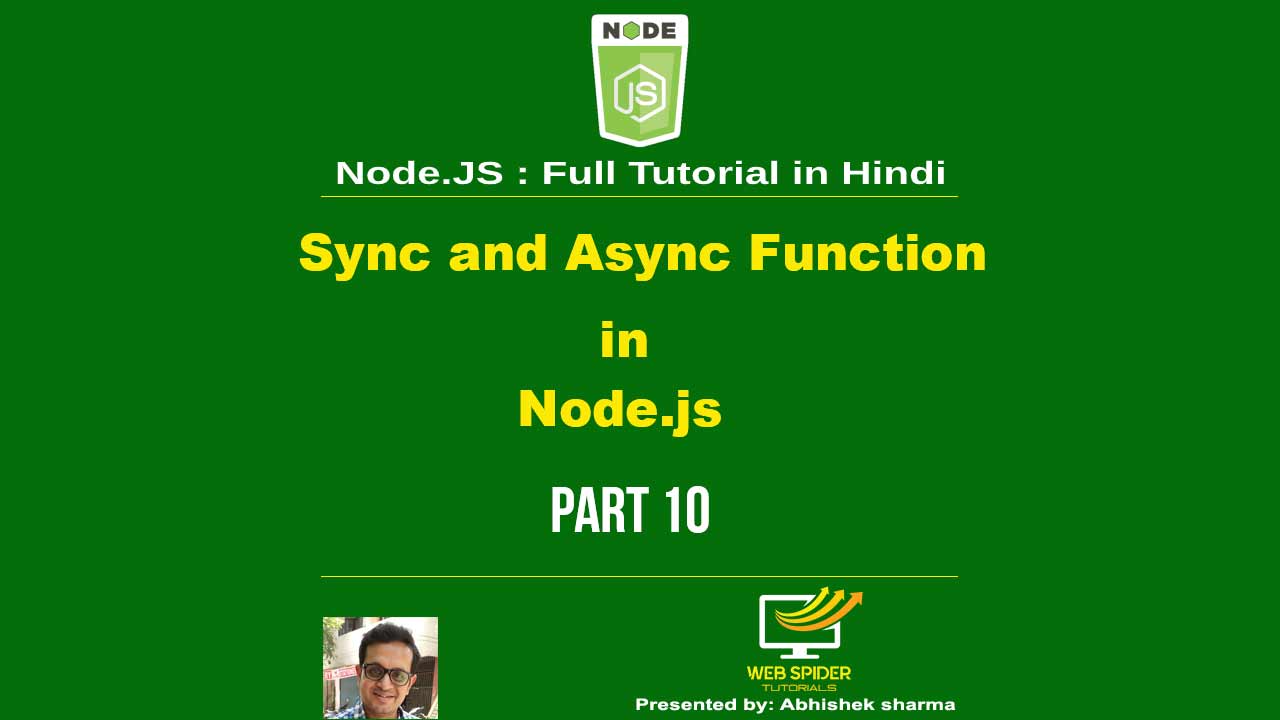 NODE
JS
Node.JS : Full Tutorial in Hindi
Sync and Async Function
in
Node.js
PART 10
WEB SPIDER
TUTORIALS
Presented by: Abhishek sharma